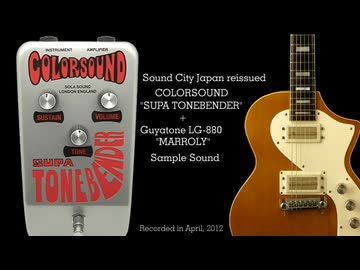 INSTRUMENT AMPLIFIER
COLORSOUND
SOLA SOUND
LONDON ENGLAND
SUSTAIN
VOLUME
TONE
SUPA
TONEBENDER
Sound City Japan reissued
COLORSOUND
"SUPA TONEBENDER"
+
Guyatone LG-880
"MARROLY"
Sample Sound
Recorded in April, 2012